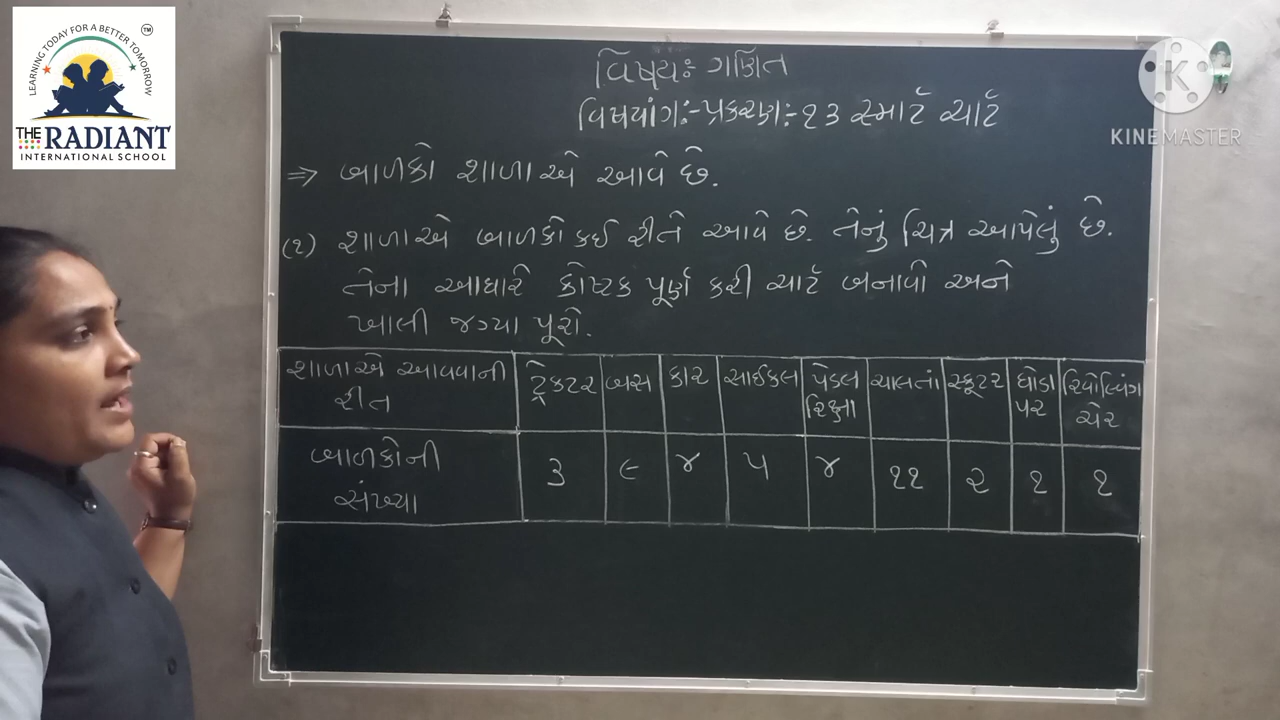 LEARNING TODAY FOR A BETTER TOMORROW
TM
THE RADIANT
INTERNATIONAL SCHOOL
KINEMASTER
વિષય:- ગણિત
વિષયાંગ:- પ્રકરણ:- ૧૩ સ્માર્ટ ચાર્ટ
⇒ બાળકો શાળાએ આવે છે.
(૧) શાળાએ બાળકો કઈ રીતે આવે છે. તેનું ચિત્ર આપેલું છે.
તેના આધારે કોષ્ટક પૂર્ણ કરી ચાર્ટ બનાવો અને
ખાલી જગ્યા પૂરો.
શાળાએ આવવાની રીત | ટ્રેકટર | બસ | કાર | સાઈકલ | પેડલ રિક્ષા | ચાલતાં | સ્કૂટર | ઘોડા પર | રિવોલ્વિંગ ચેર
બાળકોની સંખ્યા | ૩ | ૯ | ૪ | ૫ | ૪ | ૧૧ | ૨ | ૧ | ૧